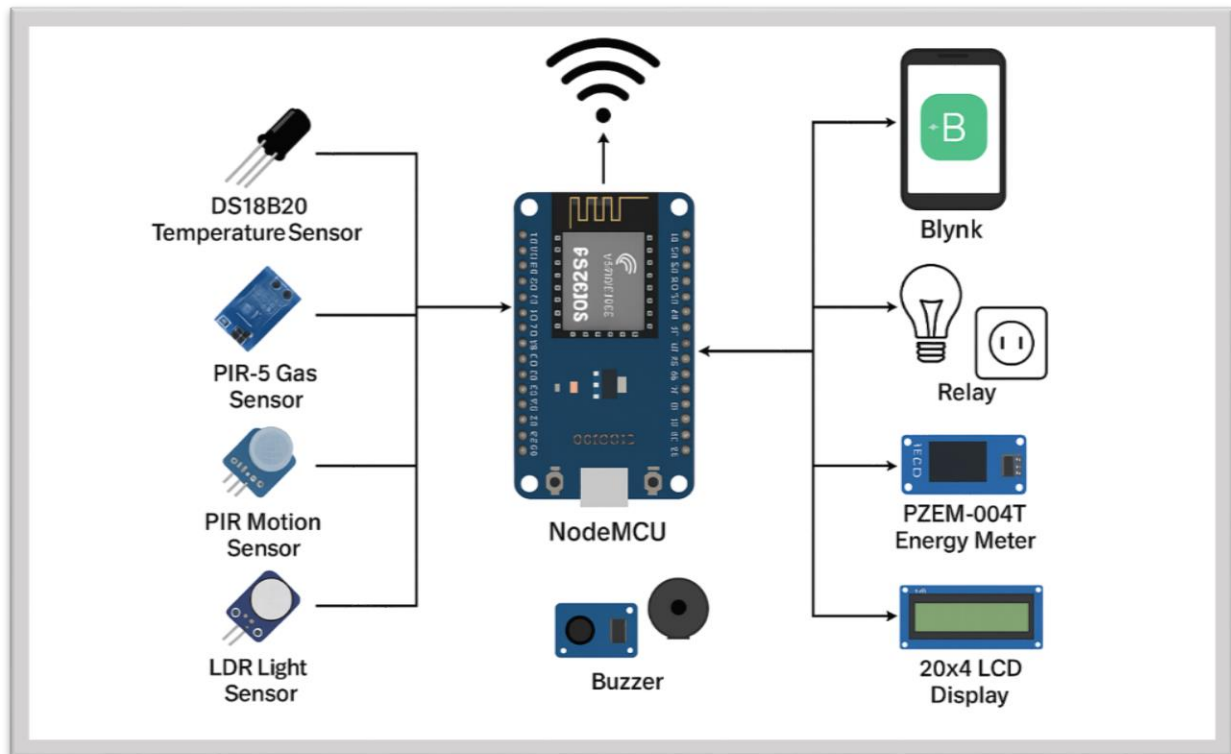 DS18B20
Temperature Sensor
PIR-5 Gas
Sensor
PIR Motion
Sensor
LDR Light
Sensor
NodeMCU
Buzzer
B
Blynk
Relay
PZEM-004T
Energy Meter
20x4 LCD
Display